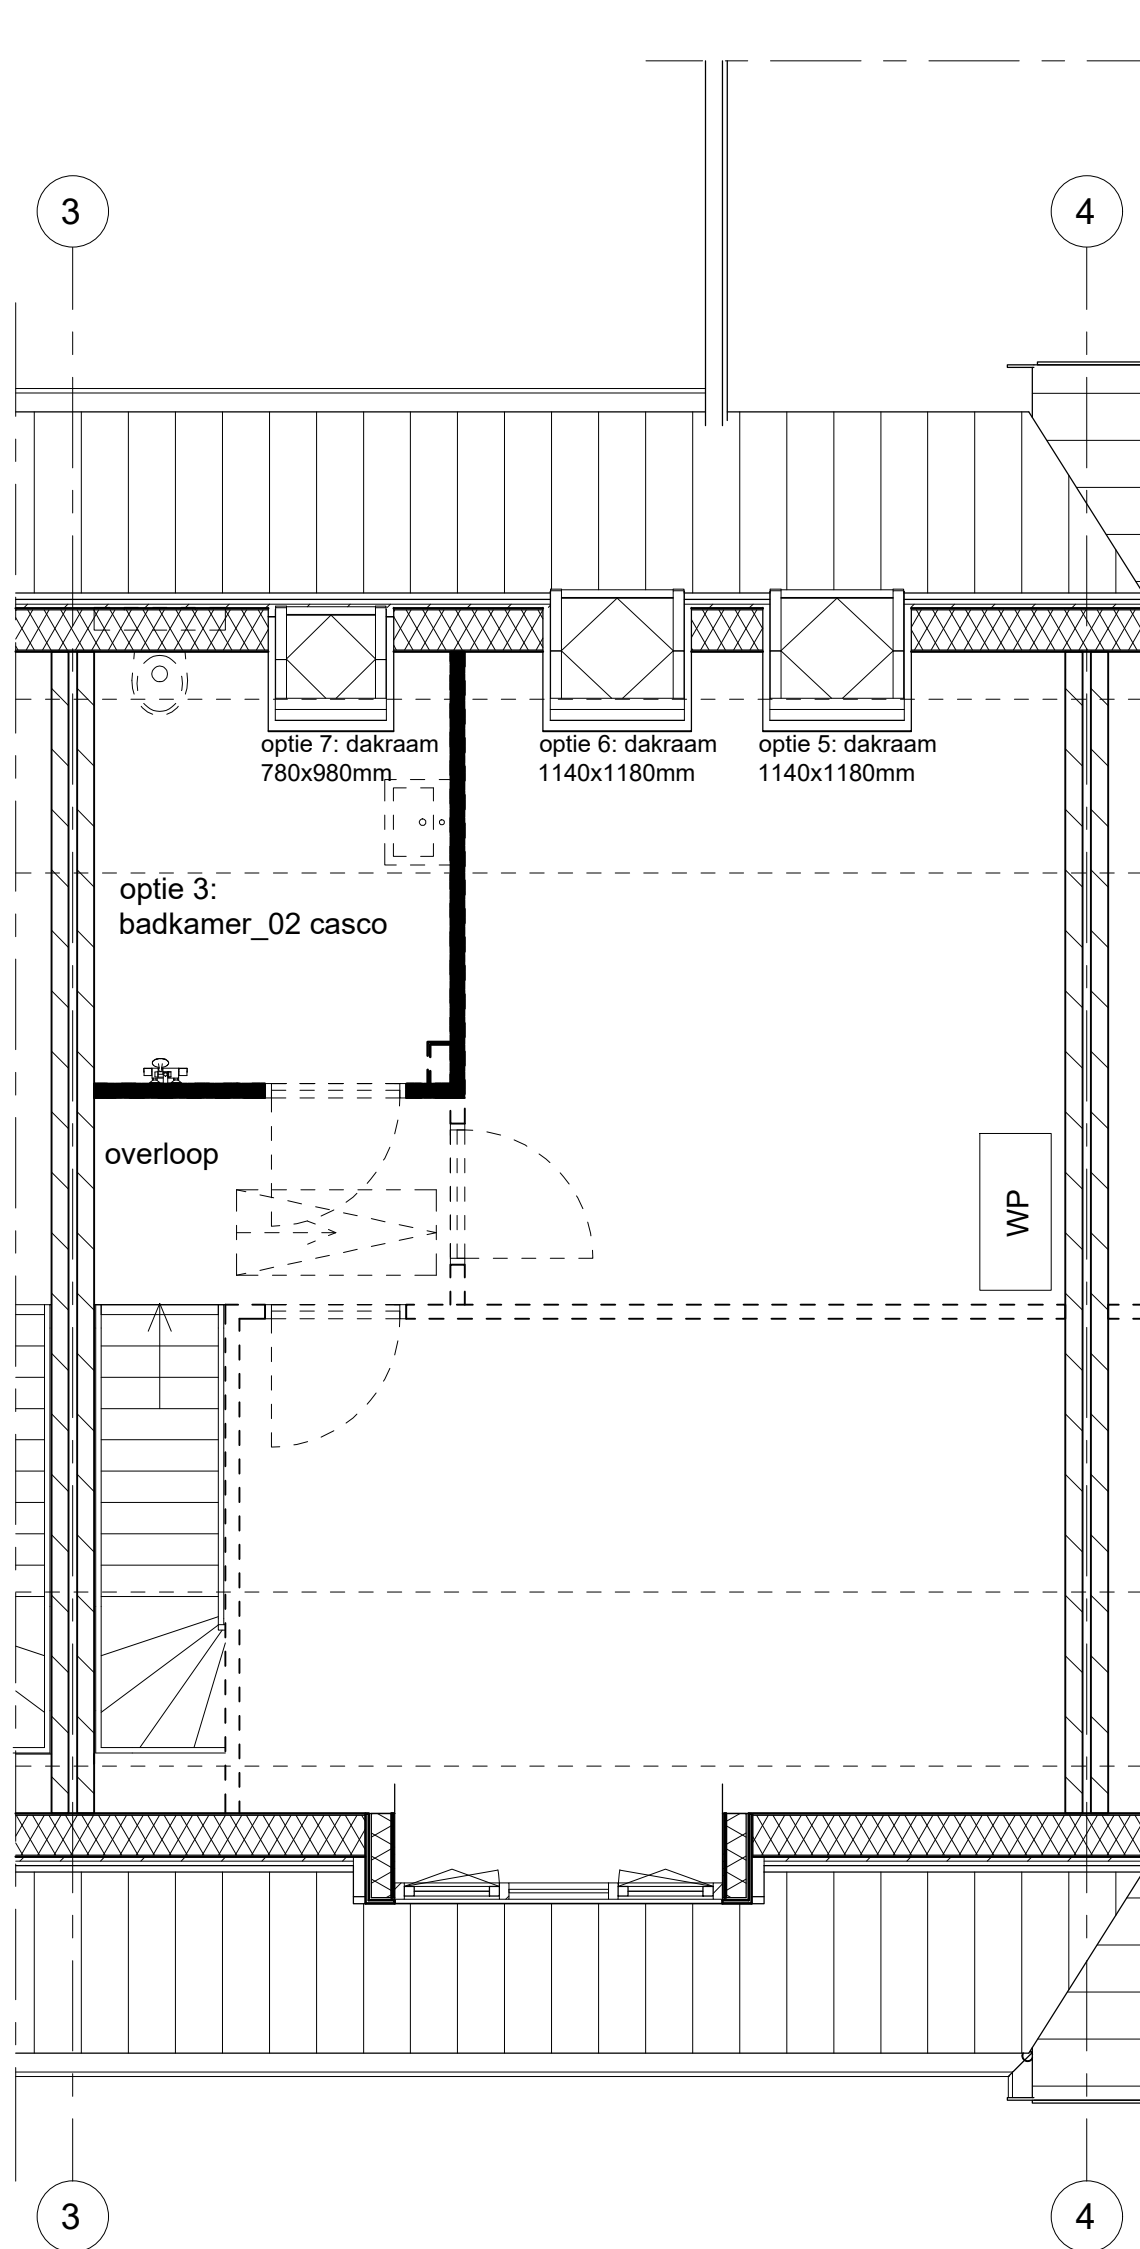 3
4
optie 7: dakraam
780x980mm
optie 6: dakraam
1140x1180mm
optie 5: dakraam
1140x1180mm
optie 3:
badkamer_02 casco
overloop
WP
3
4